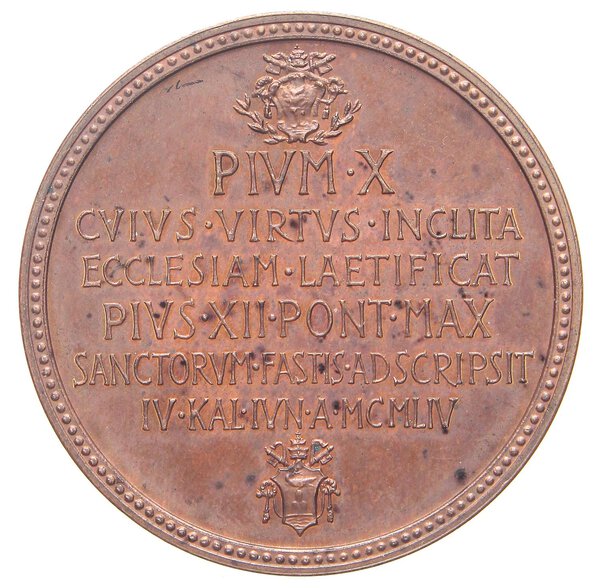 PIVM · X
CVIVS · VIRTVS · INCLITA
ECCLESIAM · LAETIFICAT
PIVS · XII · PONT · MAX
SANCTORVM · FASTIS · ADSCRIPSIT
IV · KAL · IVN · A · MCMLIV